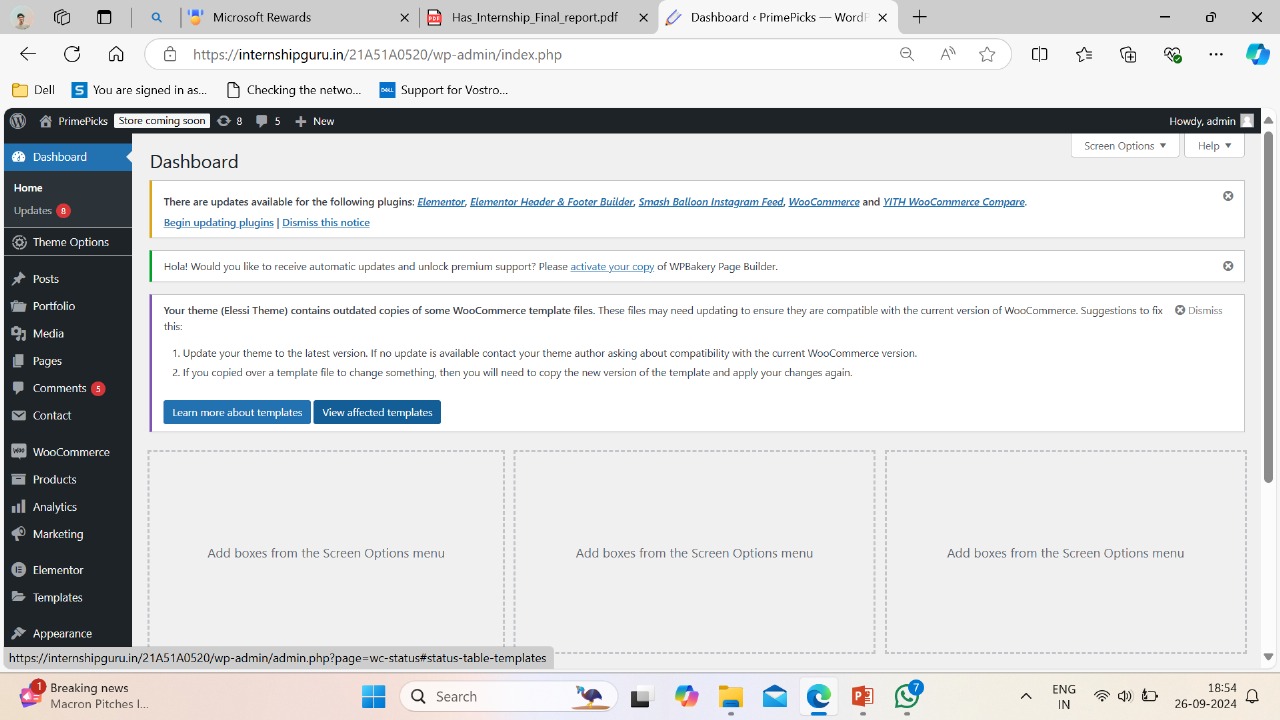 Microsoft Rewards
Has_Internship_Final_report.pdf
Dashboard ‹ PrimePicks — WordF
https://internshipguru.in/21A51A0520/wp-admin/index.php
Dell
You are signed in as...
Checking the netwo...
Support for Vostro...
PrimePicks
Store coming soon
8
5
New
Howdy, admin
Dashboard
Home
Updates 8
Theme Options
Posts
Portfolio
Media
Pages
Comments 5
Contact
WooCommerce
Products
Analytics
Marketing
Elementor
Templates
Appearance
Screen Options
Help
Dashboard
There are updates available for the following plugins: Elementor, Elementor Header & Footer Builder, Smash Balloon Instagram Feed, WooCommerce and YITH WooCommerce Compare.
Begin updating plugins | Dismiss this notice
Hola! Would you like to receive automatic updates and unlock premium support? Please activate your copy of WPBakery Page Builder.
Your theme (Elessi Theme) contains outdated copies of some WooCommerce template files. These files may need updating to ensure they are compatible with the current version of WooCommerce. Suggestions to fix
this:
Dismiss
1. Update your theme to the latest version. If no update is available contact your theme author asking about compatibility with the current WooCommerce version.
2. If you copied over a template file to change something, then you will need to copy the new version of the template and apply your changes again.
Learn more about templates
View affected templates
Add boxes from the Screen Options menu
Add boxes from the Screen Options menu
Add boxes from the Screen Options menu
https://internshipguru.in/21A51A0520/wp-admin/admin.php?page=wc-status#status-table-templates
1
Breaking news
Macron Pitches I...
Search
7
ENG
IN
18:54
26-09-2024